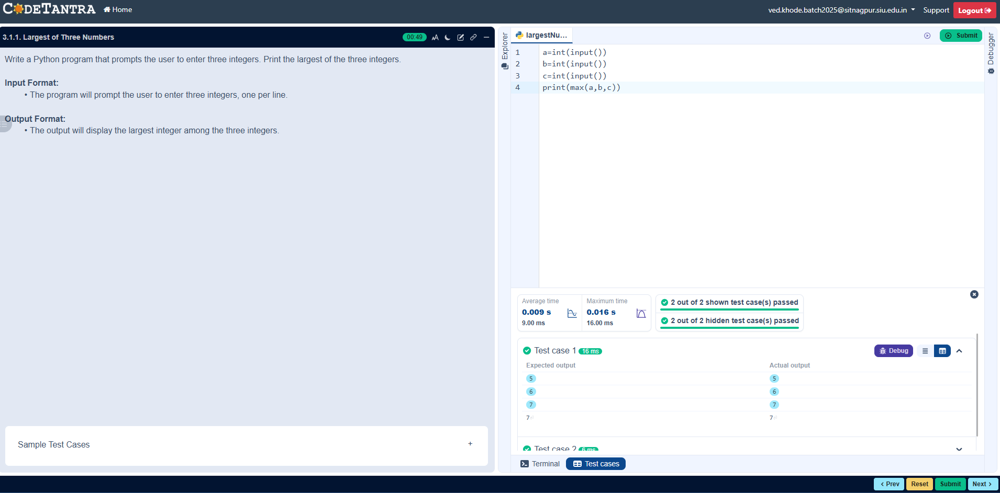 CODETANTRA Home ved.khode.batch2025@sitnagpur.siu.edu.in Support Logout
3.1.1. Largest of Three Numbers 00:49 AA
Write a Python program that prompts the user to enter three integers. Print the largest of the three integers.
Input Format:
• The program will prompt the user to enter three integers, one per line.
Output Format:
• The output will display the largest integer among the three integers.
Sample Test Cases +
Explorer
largestNu... Submit
Debugger
1 a=int(input())
2 b=int(input())
3 c=int(input())
4 print(max(a,b,c))
Average time Maximum time
0.009 s 0.016 s
9.00 ms 16.00 ms
2 out of 2 shown test case(s) passed
2 out of 2 hidden test case(s) passed
Test case 1 16 ms Debug
Expected output Actual output
5 5
6 6
7 7
7 7
Test case 2 6 ms
Terminal Test cases
< Prev Reset Submit Next >